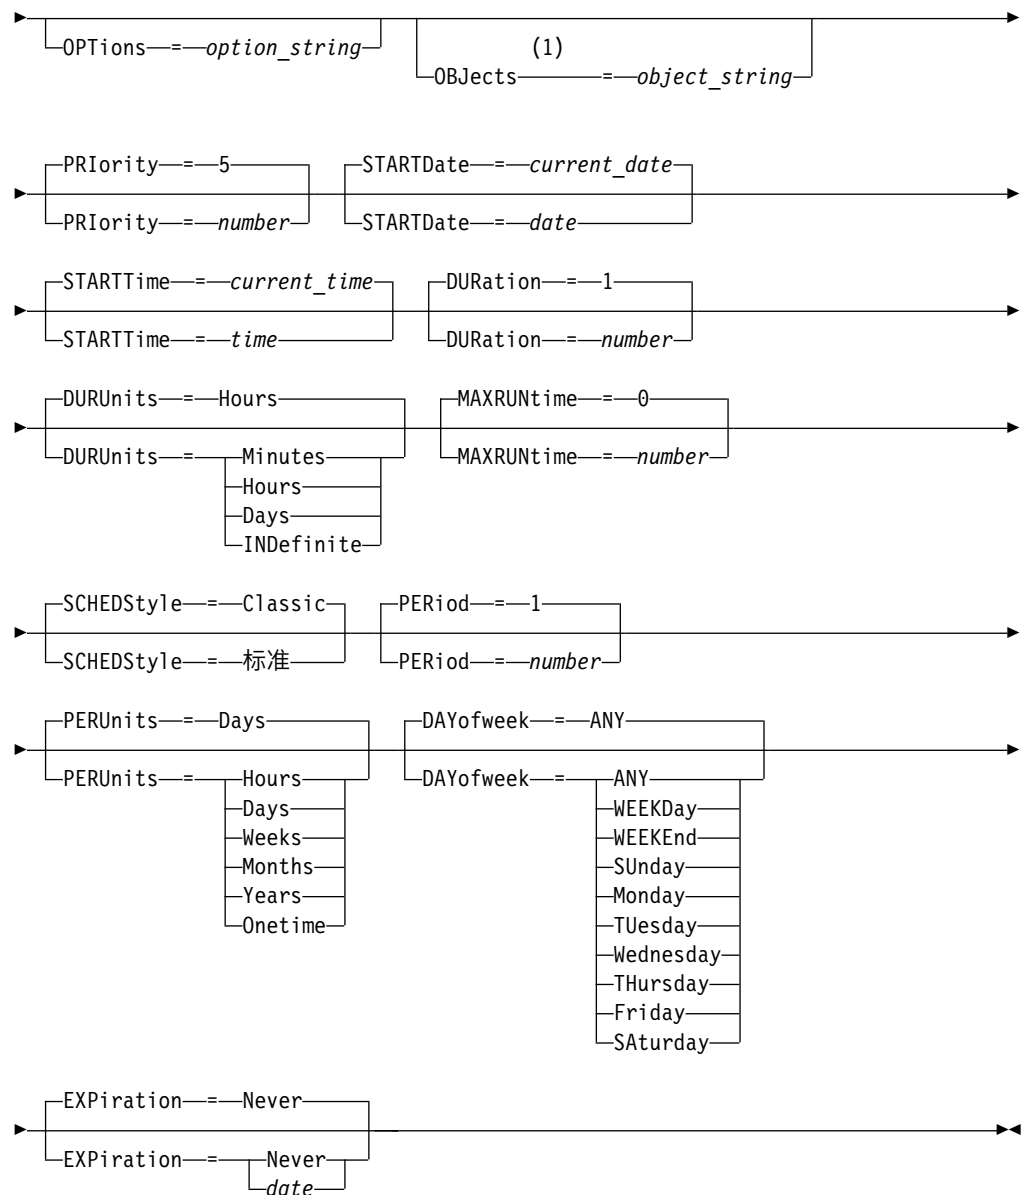 OPTions = option_string
(1)
OBJects = object_string
PRIority = 5
PRIority = number
STARTDate = current_date
STARTDate = date
STARTTime = current_time
STARTTime = time
DURation = 1
DURation = number
DURUnits = Hours
DURUnits = Minutes
Hours
Days
INDefinite
MAXRUNtime = 0
MAXRUNtime = number
SCHEDStyle = Classic
SCHEDStyle = 标准
PERiod = 1
PERiod = number
PERUnits = Days
PERUnits = Hours
Days
Weeks
Months
Years
Onetime
DAYofweek = ANY
DAYofweek = ANY
WEEKDay
WEEKEnd
SUnday
Monday
TUesday
Wednesday
THursday
Friday
SAturday
EXPiration = Never
EXPiration = Never
date